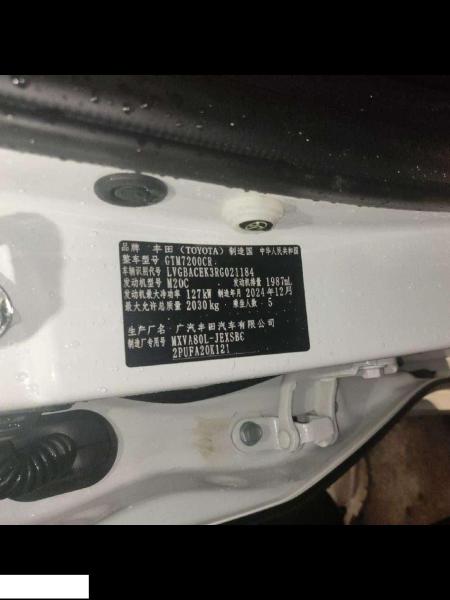 品牌 丰田(TOYOTA) 制造国 中华人民共和国
整车型号 GTM7200CR
车辆识别代号 LVGBACBK3RG021184
发动机型号 M20C 发动机排量 1987mL
发动机最大净功率 127kW 制造年月 2024年12月
最大允许总质量 2030kg 乘坐人数 5
生产厂名 广汽丰田汽车有限公司
制造厂专用号 MXVA80L-JEXSBC
2PUFA20K121